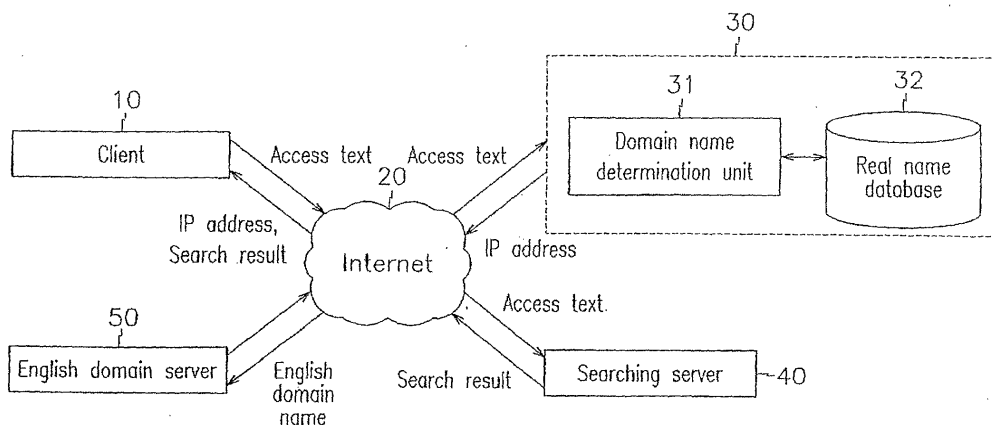 30
10
31
32
Client
Access text
Access text
20
Domain name
determination unit
Real name
database
IP address,
Search result
Internet
IP address
50
Access text.
English domain server
English
domain
name
Search result
Searching server
40